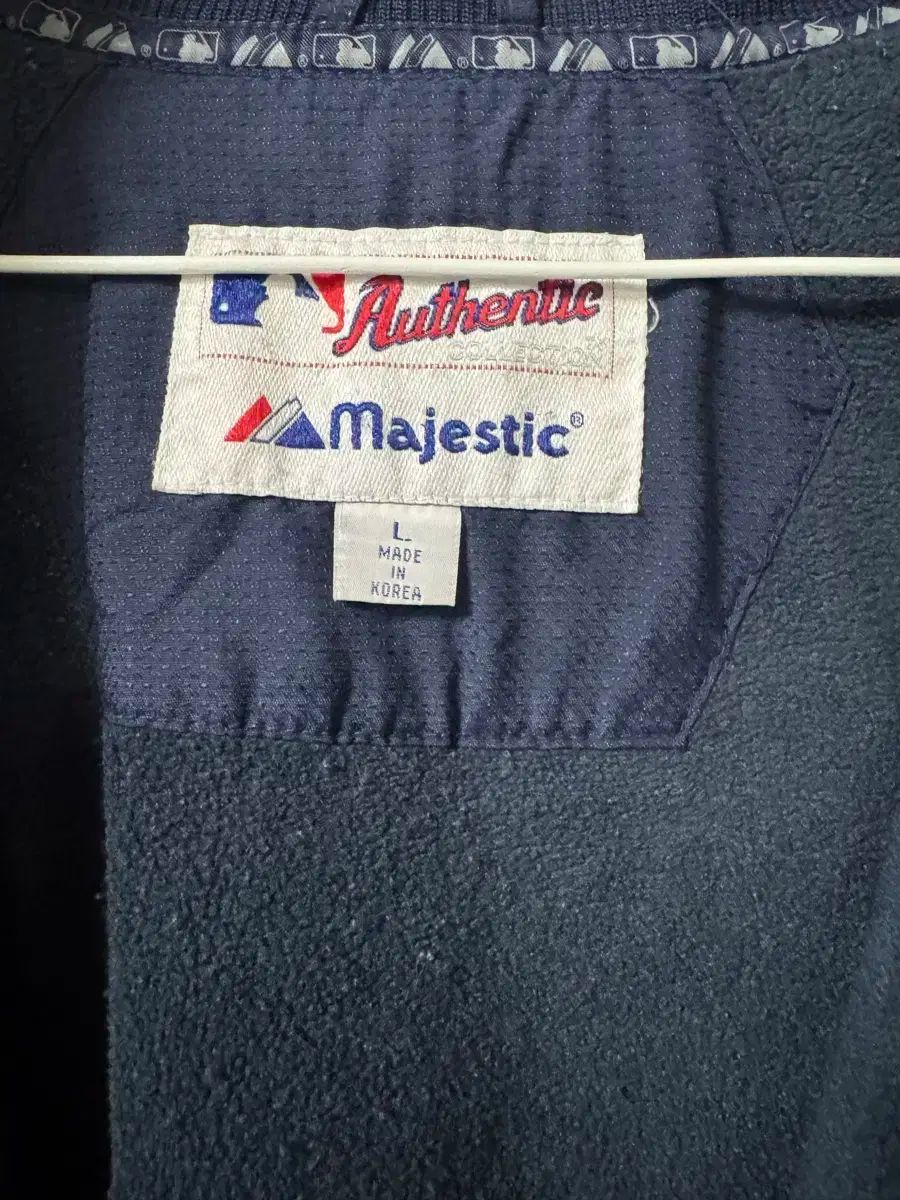 Authentic
COLLECTION
Majestic®
L
MADE
IN
KOREA